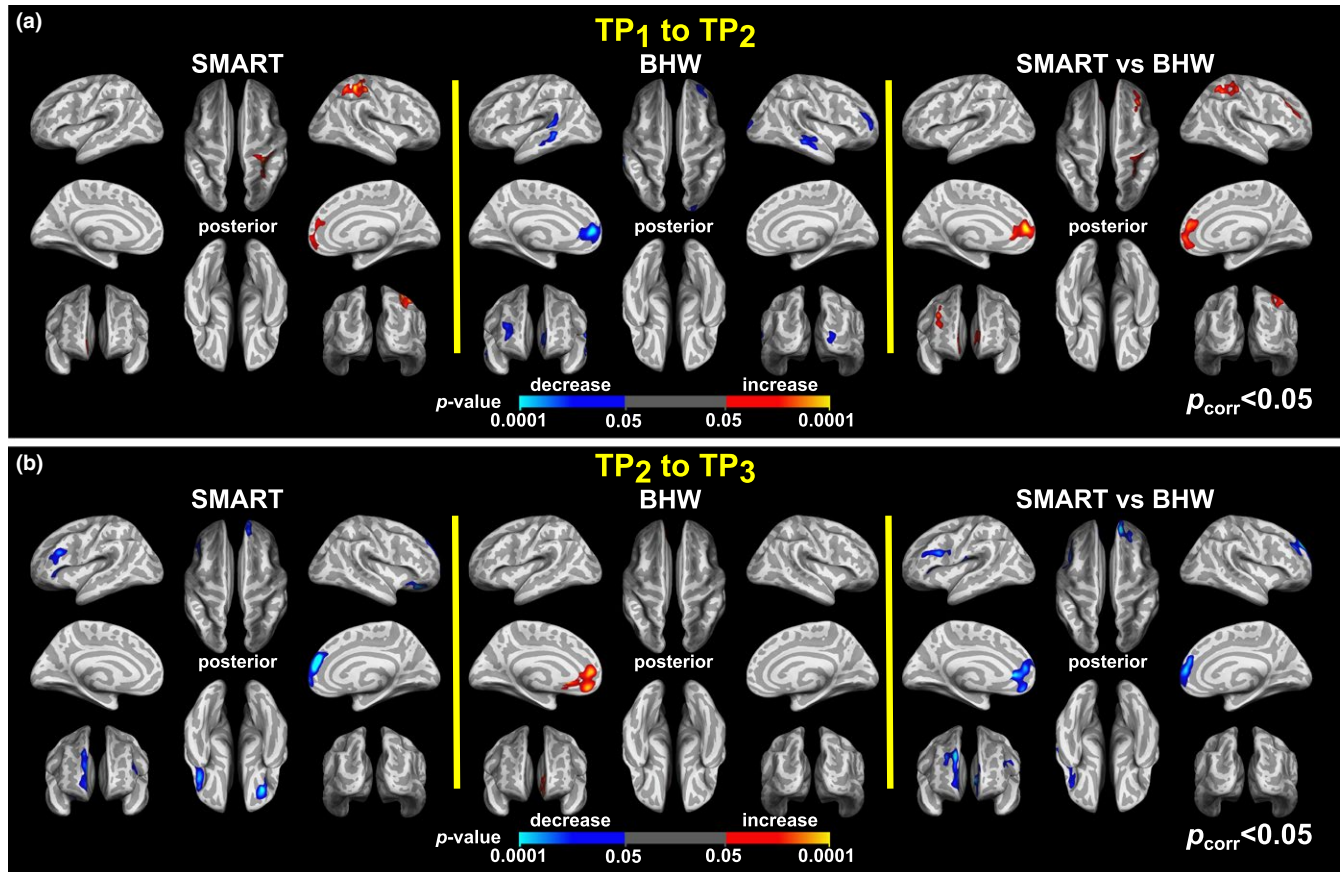 (a)
TP1 to TP2
SMART
BHW
SMART vs BHW
posterior
posterior
posterior
decrease
increase
p-value
0.0001
0.05
0.05
0.0001
pcorr<0.05
(b)
TP2 to TP3
SMART
BHW
SMART vs BHW
posterior
posterior
posterior
decrease
increase
p-value
0.0001
0.05
0.05
0.0001
pcorr<0.05